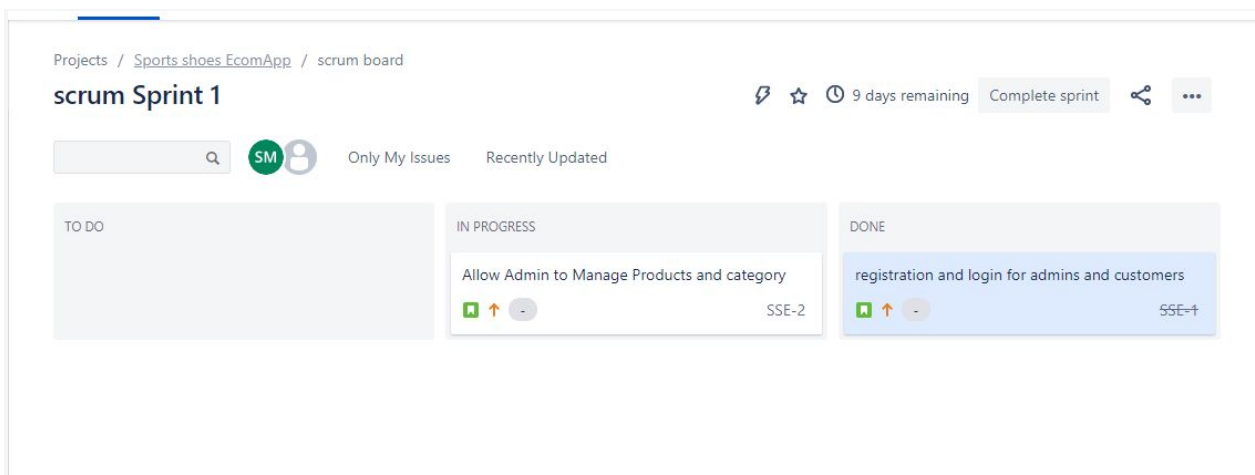 Projects / Sports shoes EcomApp / scrum board
scrum Sprint 1
9 days remaining Complete sprint
SM Only My Issues Recently Updated
TO DO IN PROGRESS DONE
Allow Admin to Manage Products and category registration and login for admins and customers
- SSE-2 - SSE-1